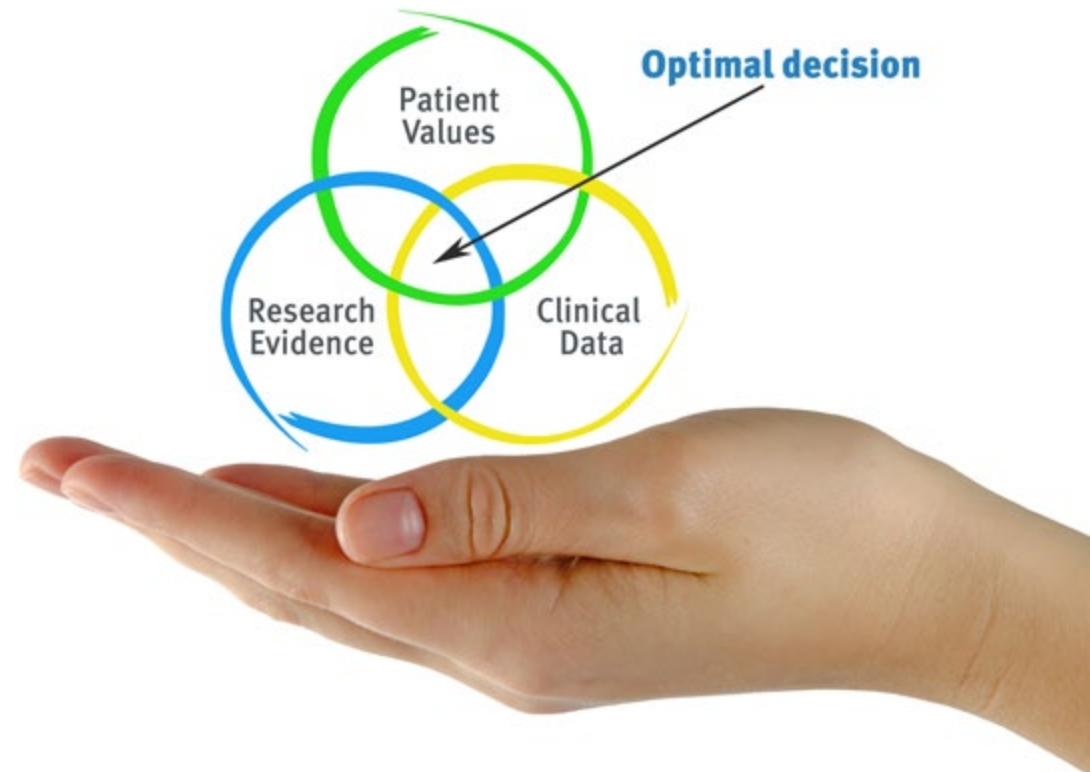 Optimal decision
Patient
Values
Research
Evidence
Clinical
Data